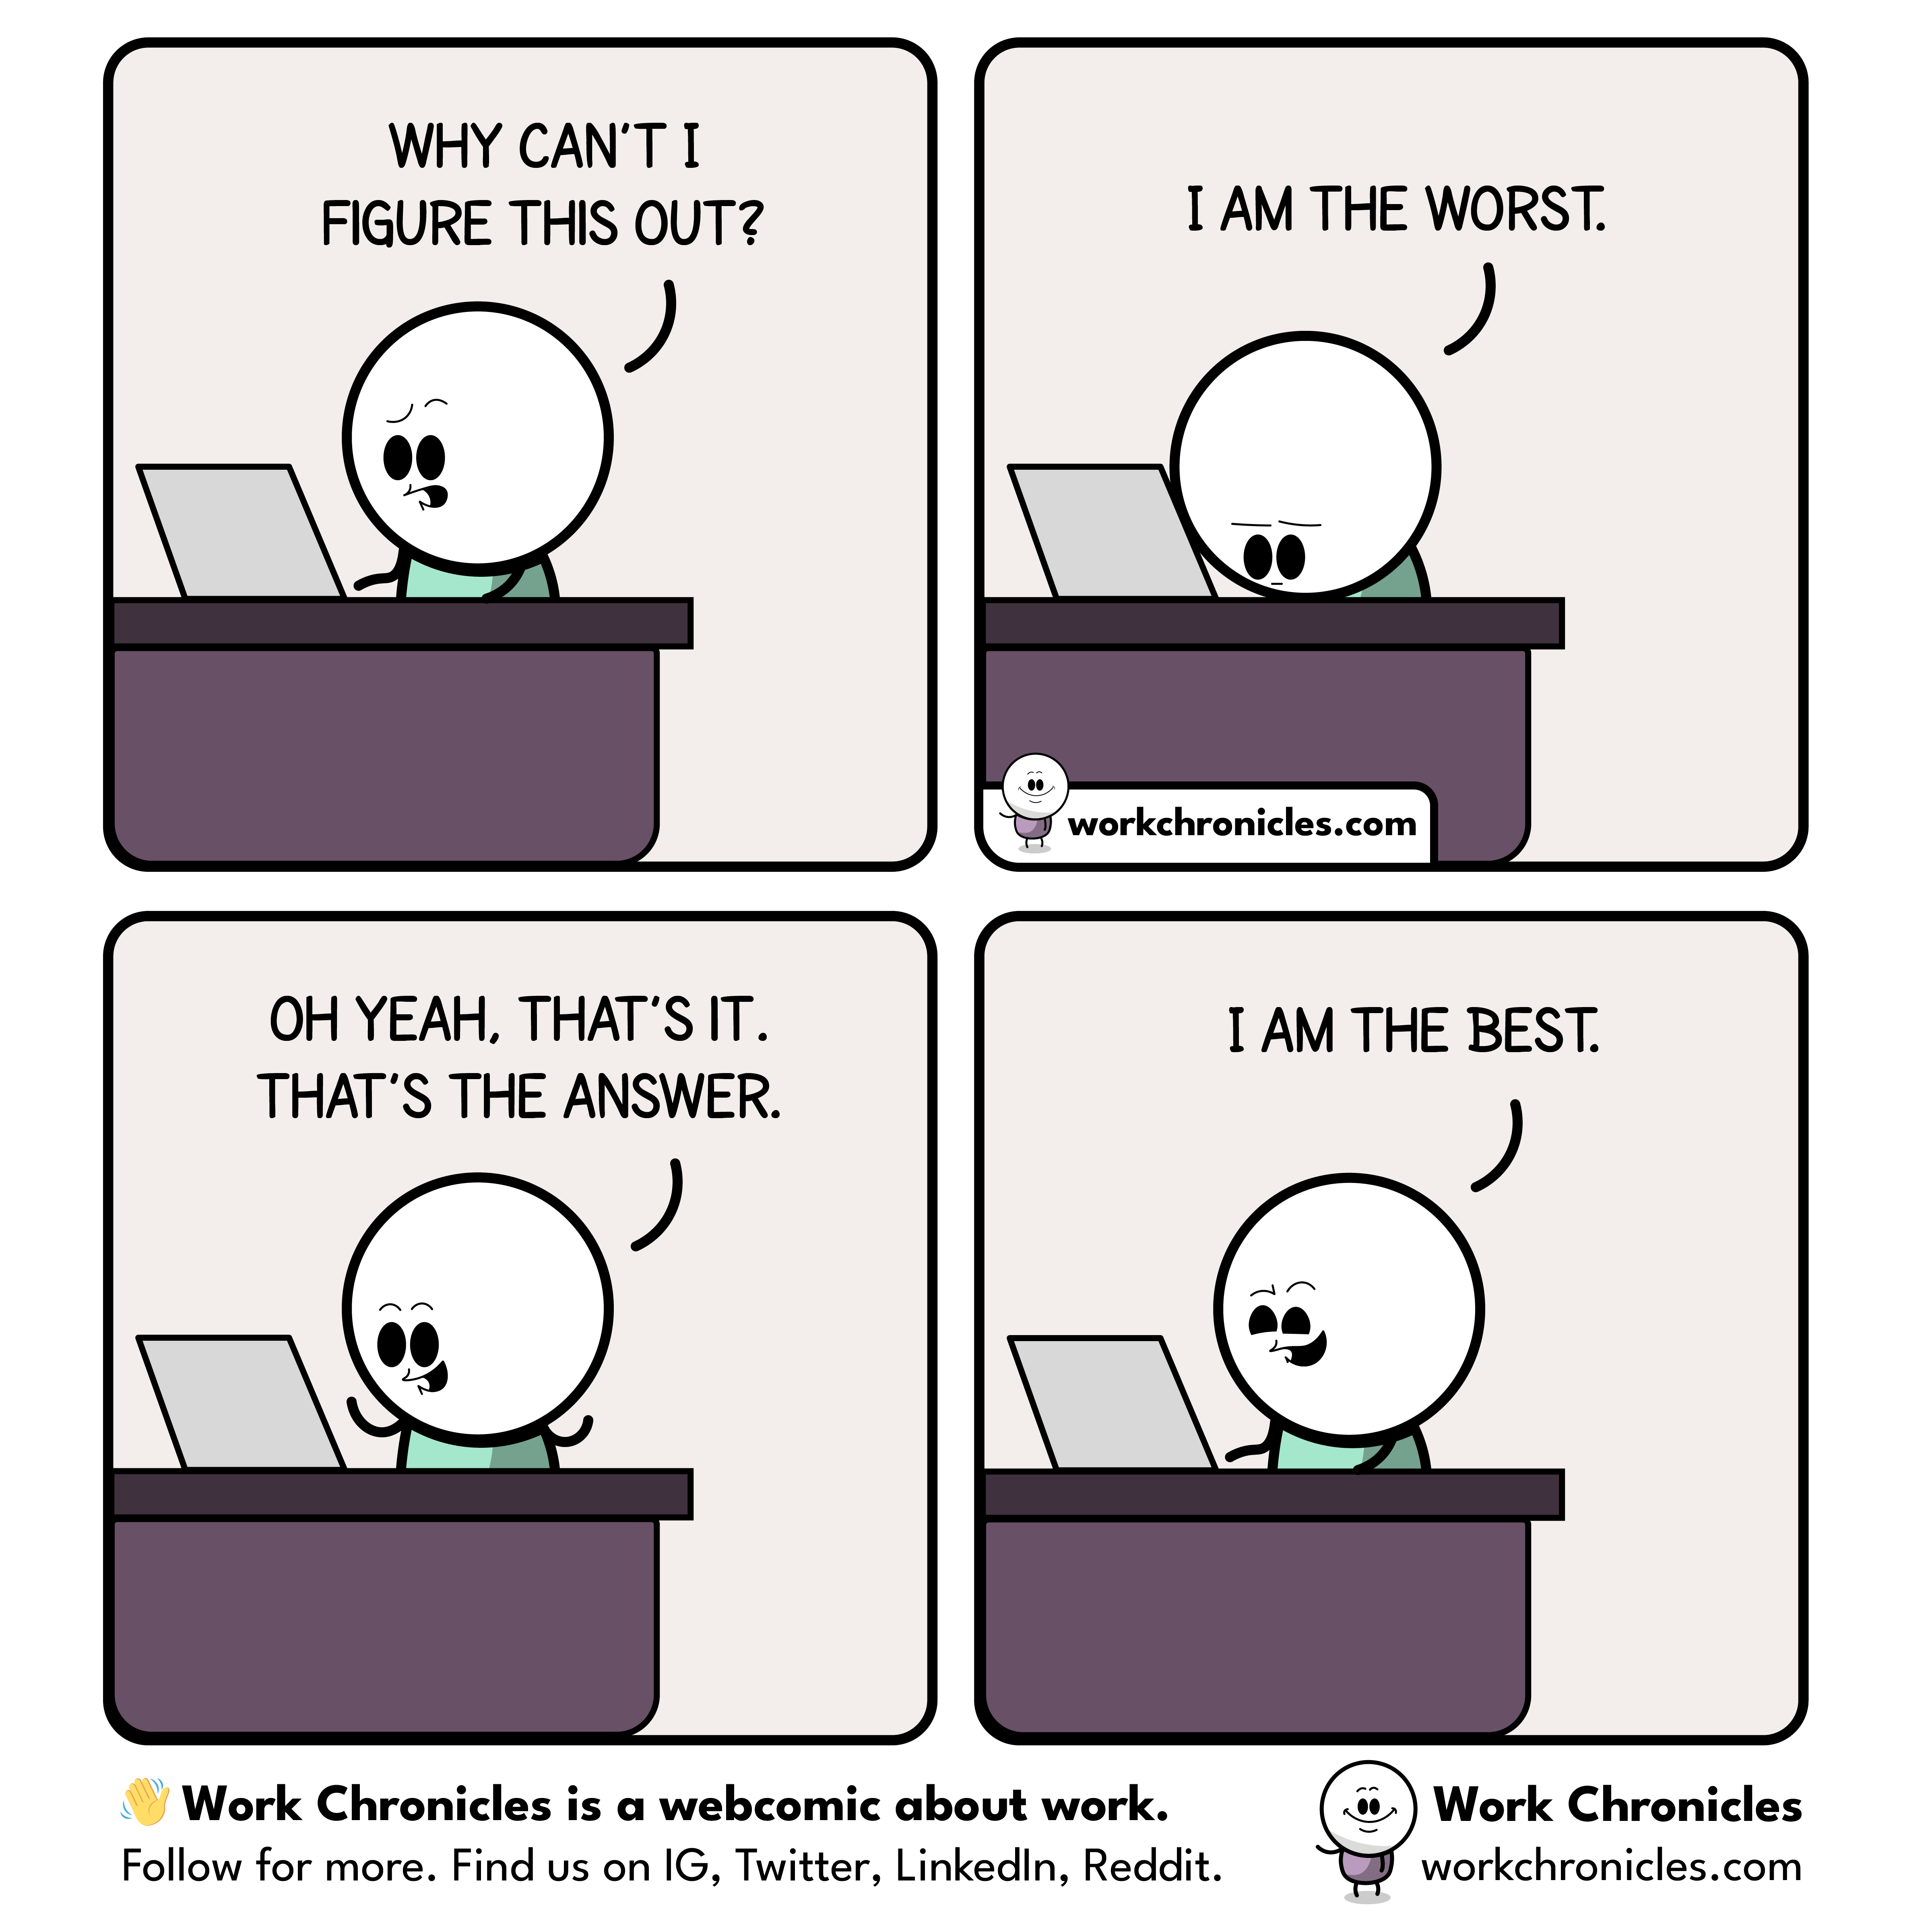 WHY CAN'T I
FIGURE THIS OUT?
I AM THE WORST.
workchronicles.com
OH YEAH, THAT'S IT.
THAT'S THE ANSWER.
I AM THE BEST.
👋 Work Chronicles is a webcomic about work.
Follow for more. Find us on IG, Twitter, LinkedIn, Reddit.
Work Chronicles
workchronicles.com